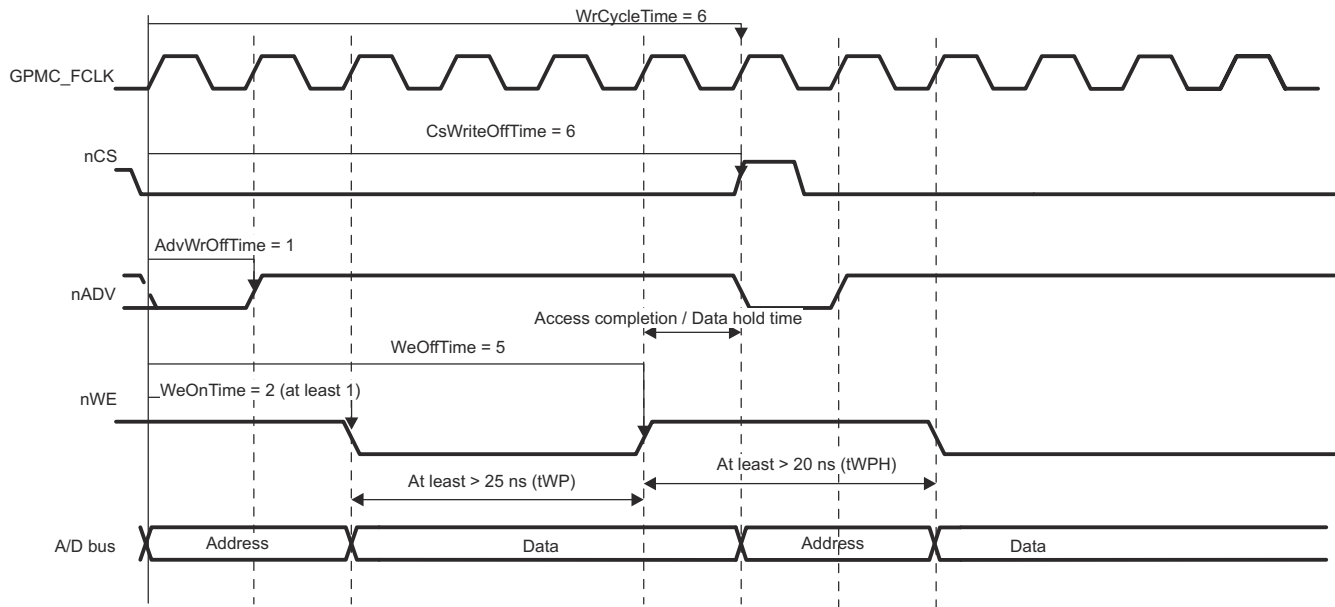 WrCycleTime = 6
GPMC_FCLK
CsWriteOffTime = 6
nCS
AdvWrOffTime = 1
nADV
Access completion / Data hold time
WeOffTime = 5
WeOnTime = 2 (at least 1)
nWE
At least > 20 ns (tWPH)
At least > 25 ns (tWP)
A/D bus Address Data Address Data